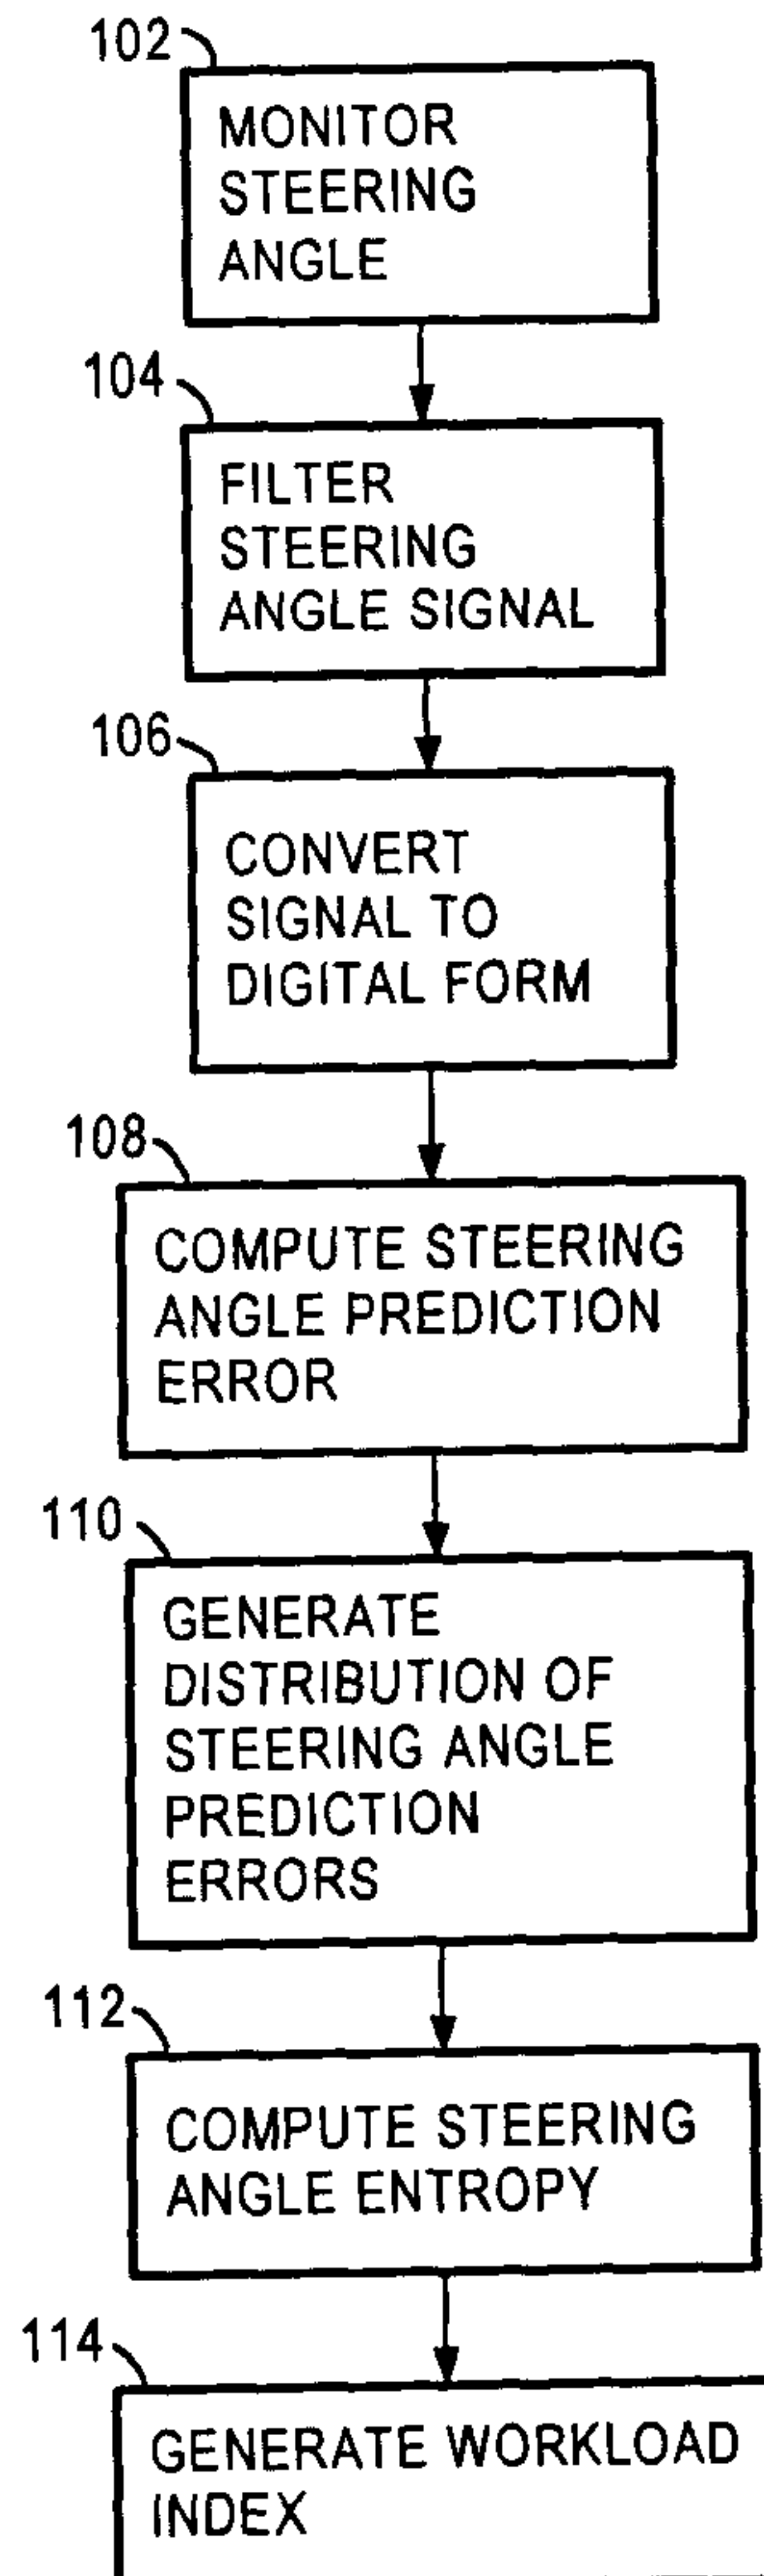 102
MONITOR
STEERING
ANGLE
104
FILTER
STEERING
ANGLE SIGNAL
106
CONVERT
SIGNAL TO
DIGITAL FORM
108
COMPUTE STEERING
ANGLE PREDICTION
ERROR
110
GENERATE
DISTRIBUTION OF
STEERING ANGLE
PREDICTION
ERRORS
112
COMPUTE STEERING
ANGLE ENTROPY
114
GENERATE WORKLOAD
INDEX